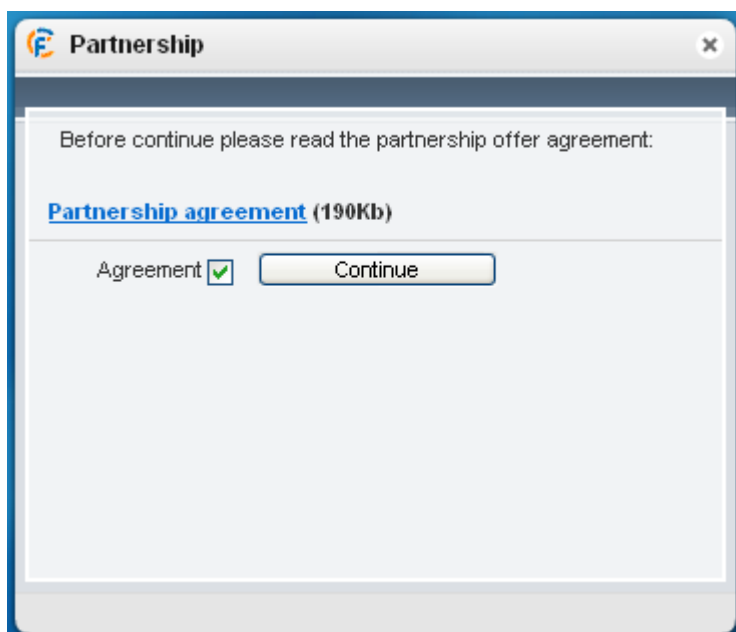 Partnership
Before continue please read the partnership offer agreement:
Partnership agreement (190Kb)
Agreement Continue